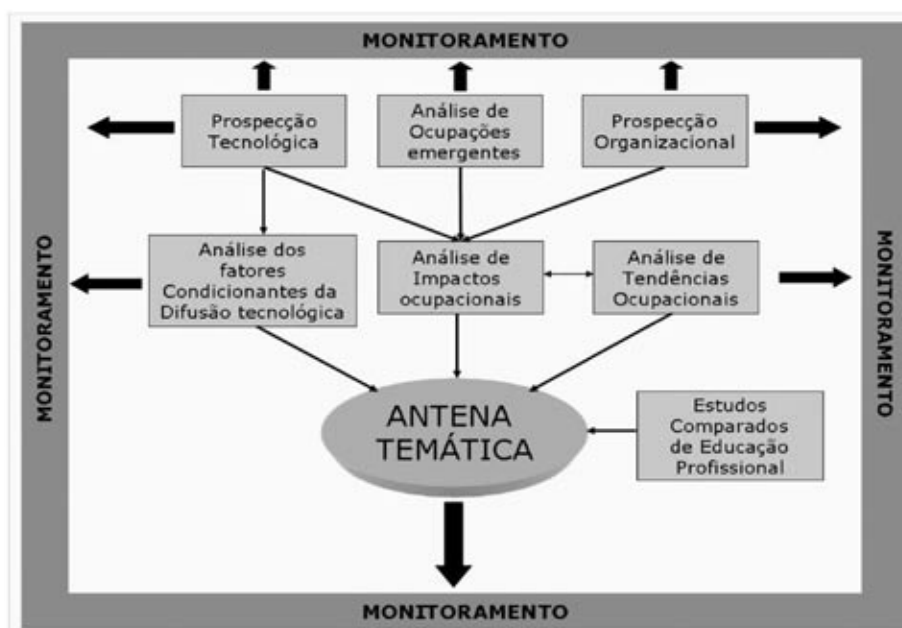 MONITORAMENTO
Prospecção
Tecnológica
Análise de
Ocupações
emergentes
Prospecção
Organizacional
MONITORAMENTO
Análise dos
fatores
Condicionantes da
Difusão tecnológica
Análise de
Impactos
ocupacionais
Análise de
Tendências
Ocupacionais
MONITORAMENTO
ANTENA
TEMÁTICA
Estudos
Comparados
de Educação
Profissional
MONITORAMENTO